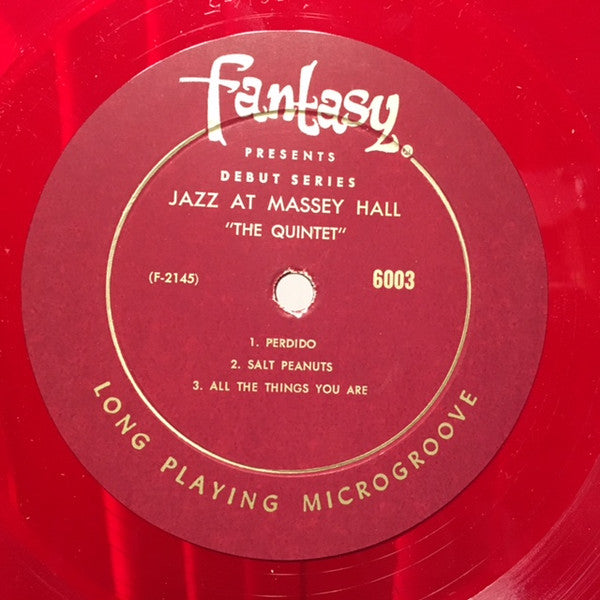 fantasy
PRESENTS
DEBUT SERIES
JAZZ AT MASSEY HALL
"THE QUINTET"
(F-2145)
6003
1. PERDIDO
2. SALT PEANUTS
3. ALL THE THINGS YOU ARE
LONG PLAYING MICROGROOVE